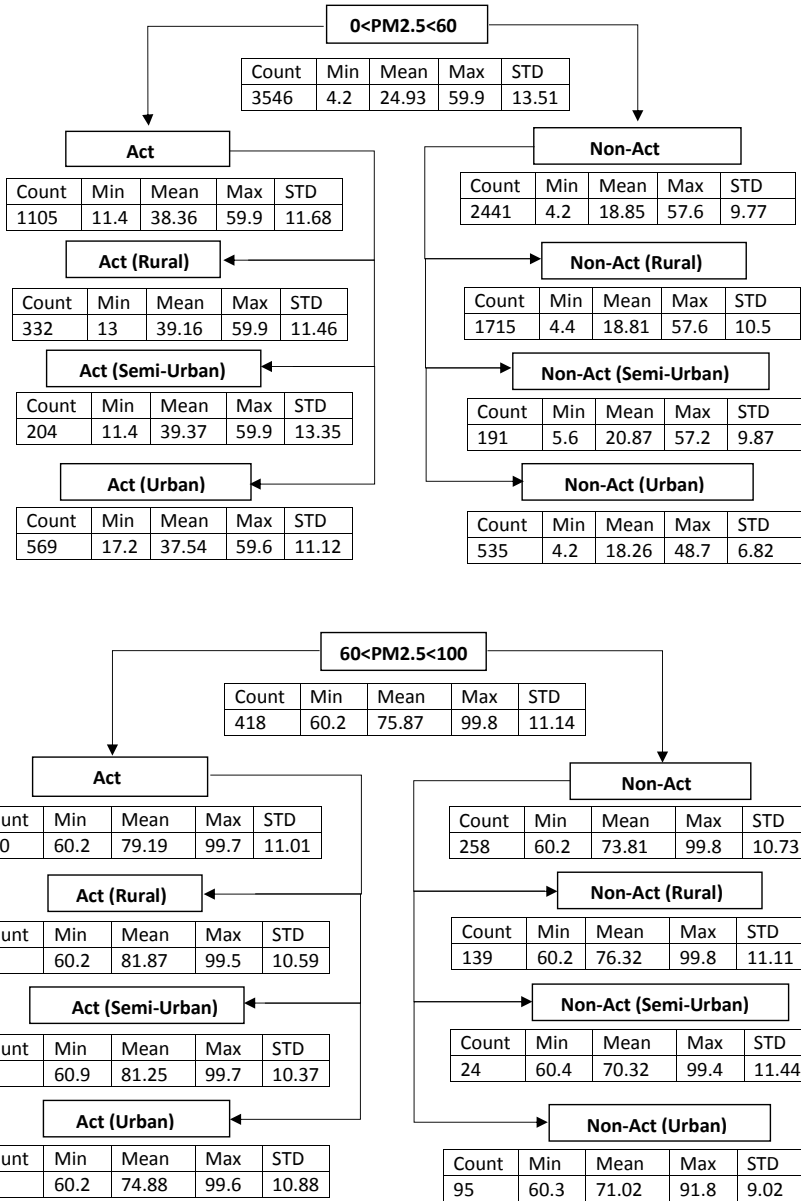 0<PM2.5<60
Count Min Mean Max STD
3546 4.2 24.93 59.9 13.51
Act
Count Min Mean Max STD
1105 11.4 38.36 59.9 11.68
Act (Rural)
Count Min Mean Max STD
332 13 39.16 59.9 11.46
Act (Semi-Urban)
Count Min Mean Max STD
204 11.4 39.37 59.9 13.35
Act (Urban)
Count Min Mean Max STD
569 17.2 37.54 59.6 11.12
Non-Act
Count Min Mean Max STD
2441 4.2 18.85 57.6 9.77
Non-Act (Rural)
Count Min Mean Max STD
1715 4.4 18.81 57.6 10.5
Non-Act (Semi-Urban)
Count Min Mean Max STD
191 5.6 20.87 57.2 9.87
Non-Act (Urban)
Count Min Mean Max STD
535 4.2 18.26 48.7 6.82
60<PM2.5<100
Count Min Mean Max STD
418 60.2 75.87 99.8 11.14
Act
unt Min Mean Max STD
0 60.2 79.19 99.7 11.01
Act (Rural)
unt Min Mean Max STD
60.2 81.87 99.5 10.59
Act (Semi-Urban)
unt Min Mean Max STD
60.9 81.25 99.7 10.37
Act (Urban)
unt Min Mean Max STD
60.2 74.88 99.6 10.88
Non-Act
Count Min Mean Max STD
258 60.2 73.81 99.8 10.73
Non-Act (Rural)
Count Min Mean Max STD
139 60.2 76.32 99.8 11.11
Non-Act (Semi-Urban)
Count Min Mean Max STD
24 60.4 70.32 99.4 11.44
Non-Act (Urban)
Count Min Mean Max STD
95 60.3 71.02 91.8 9.02